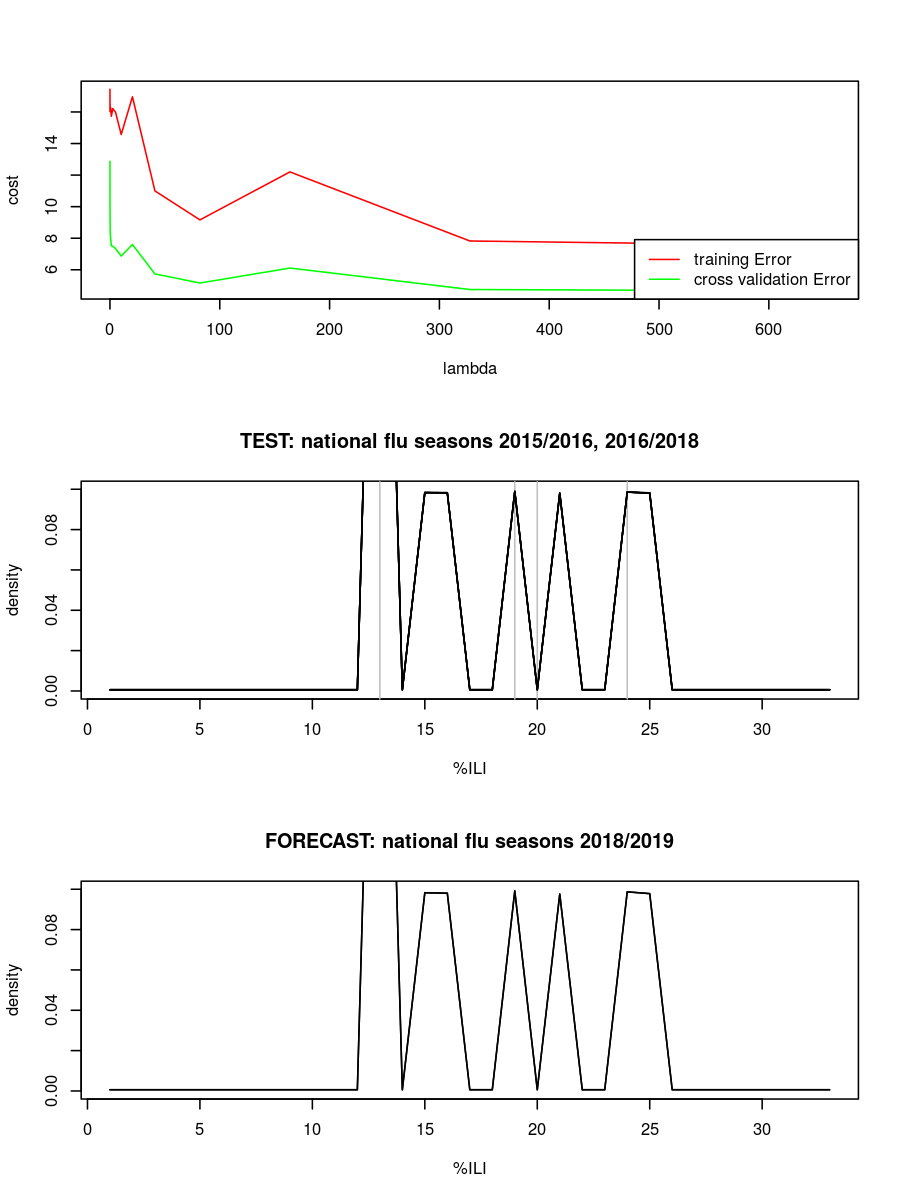 cost
14
10
8
6
training Error
cross validation Error
0 100 200 300 400 500 600
lambda
TEST: national flu seasons 2015/2016, 2016/2018
density
0.08
0.04
0.00
0 5 10 15 20 25 30
%ILI
FORECAST: national flu seasons 2018/2019
density
0.08
0.04
0.00
0 5 10 15 20 25 30
%ILI